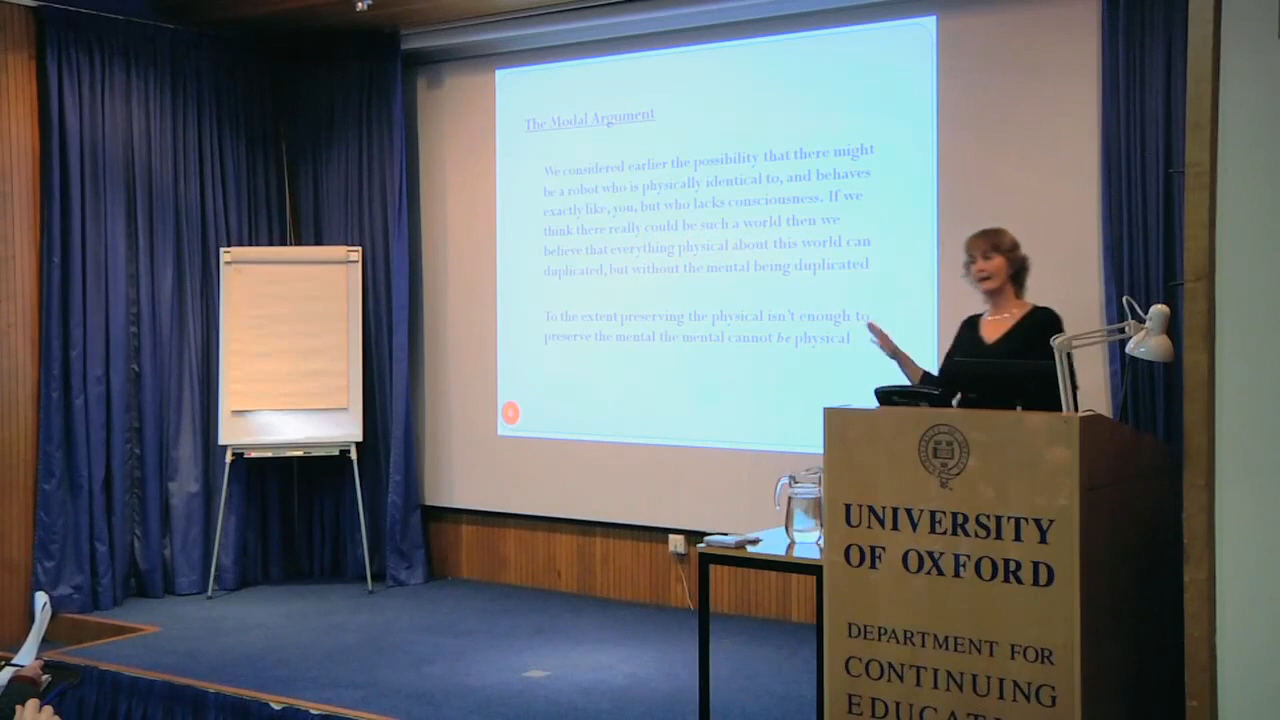 The Modal Argument
We considered earlier the possibility that there might
be a robot who is physically identical to, and behaves
exactly like, you, but who lacks consciousness. If we
think there really could be such a world then we
believe that everything physical about this world can
duplicated, but without the mental being duplicated
To the extent preserving the physical isn't enough to
preserve the mental the mental cannot be physical
UNIVERSITY
OF OXFORD
DEPARTMENT FOR
CONTINUING